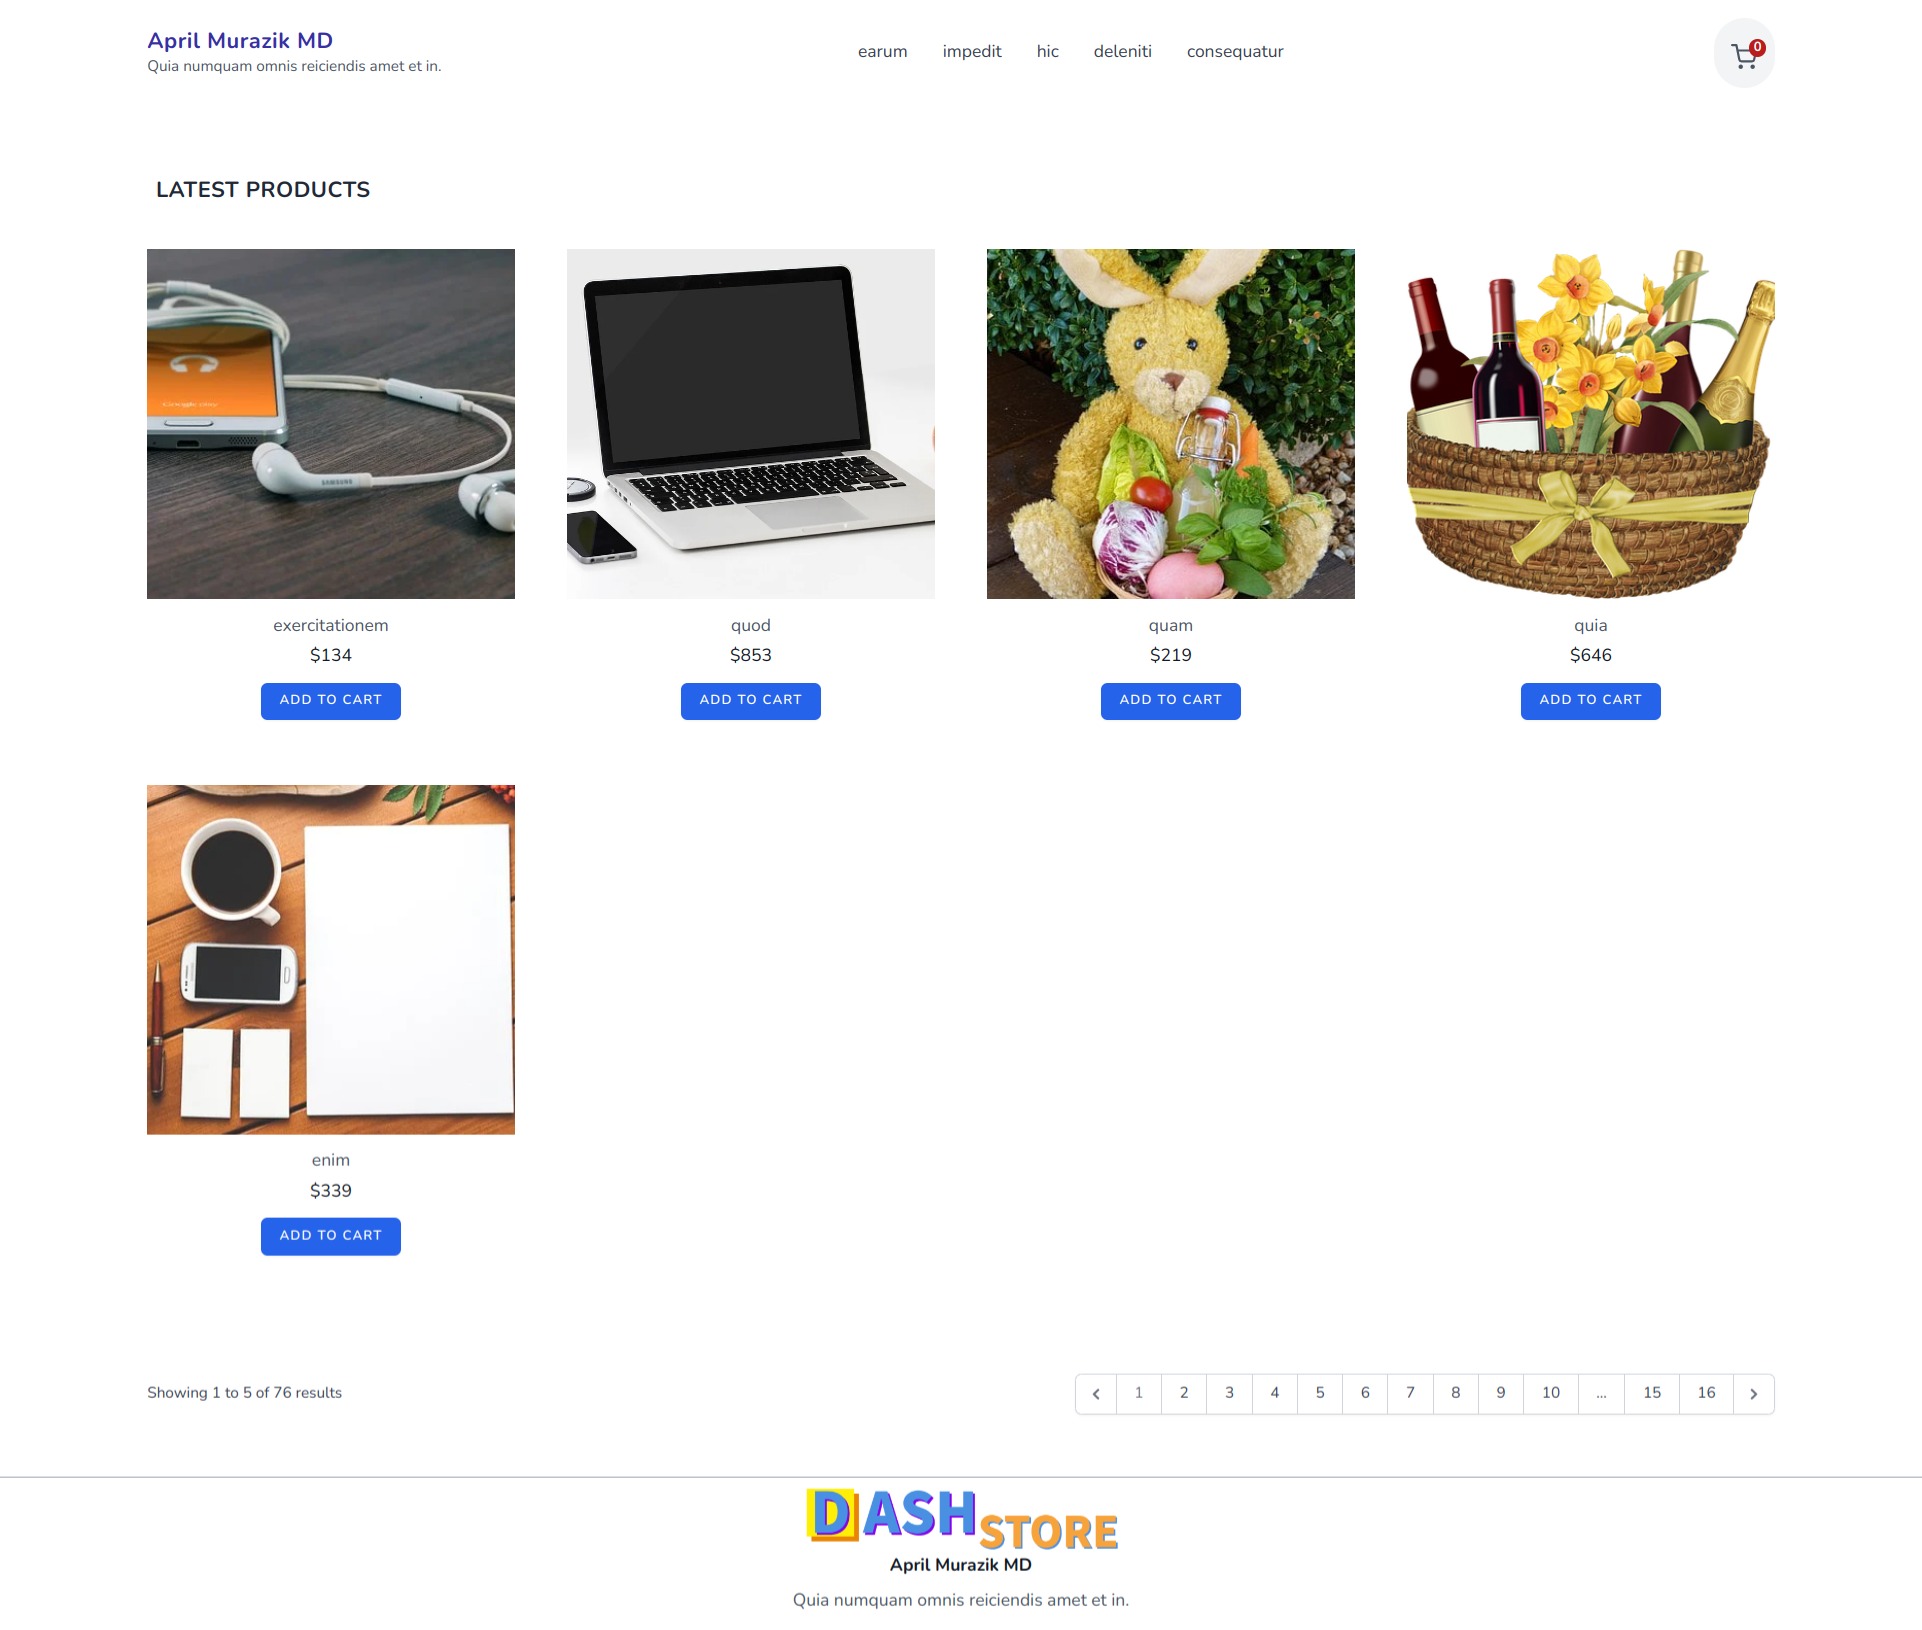 April Murazik MD
Quia numquam omnis reiciendis amet et in.
earum impedit hic deleniti consequatur
0
LATEST PRODUCTS
SAMSUNG
exercitationem
$134
ADD TO CART
quod
$853
ADD TO CART
quam
$219
ADD TO CART
quia
$646
ADD TO CART
enim
$339
ADD TO CART
Showing 1 to 5 of 76 results
1 2 3 4 5 6 7 8 9 10 ... 15 16
DASH STORE
April Murazik MD
Quia numquam omnis reiciendis amet et in.